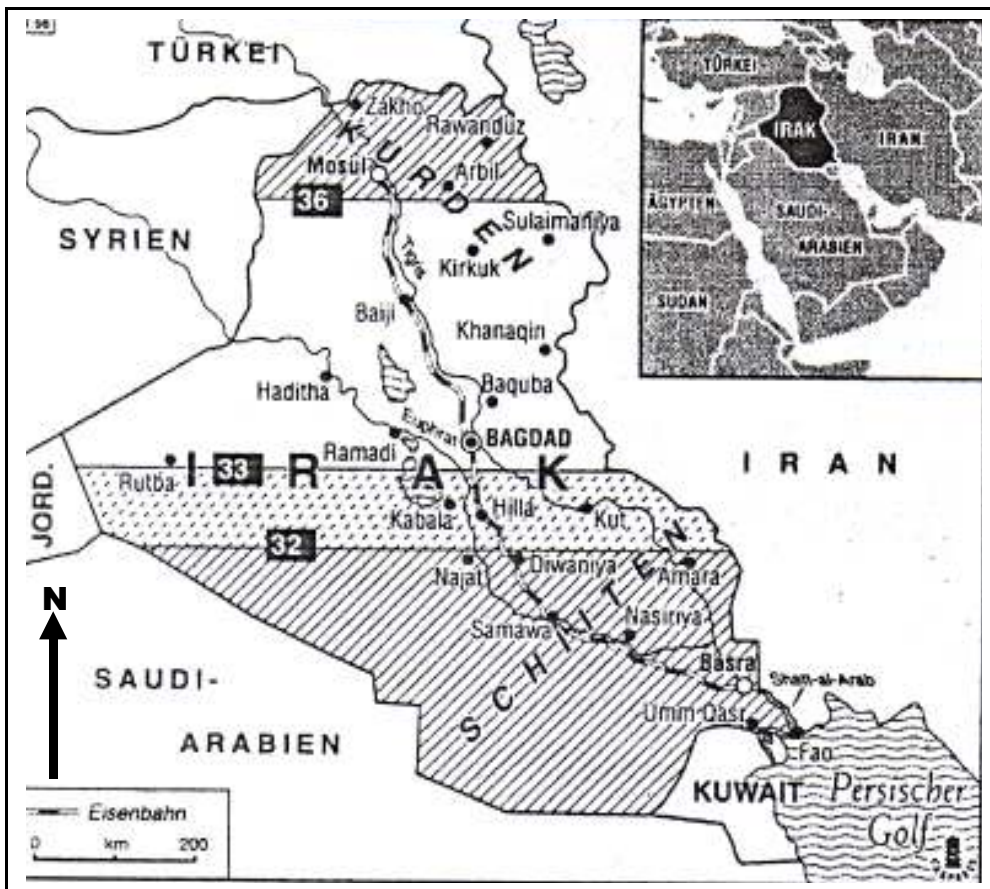 TÜRKEI
Zakho
Rawanduz
KURDEN
Mosul
Arbil
36
SYRIEN
Sulaimaniya
Kirkuk
Tigris
Baiji
Khanaqin
Haditha
Baquba
Euphrat
BAGDAD
Ramadi
IRAN
JORD.
Rutba
33
IRAK
Kabala
Hilla
Kut
32
Najat
Diwaniya
Amara
SCHIITEN
Samawa
Nasiriya
N
Basra
Shatt-al-Arab
SAUDI-
ARABIEN
Umm Qasr
Fao
KUWAIT
Persischer
Golf
Eisenbahn
0 km 200
TÜRKEI
IRAK
IRAN
ÄGYPTEN
SAUDI-
ARABIEN
SUDAN